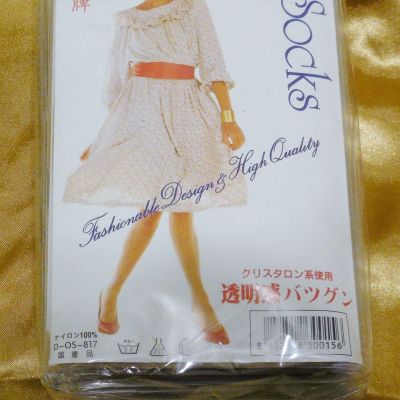 牌
Socks
Fashionable Design & High Quality
クリスタロン糸使用
透明感バツグン
ナイロン100%
D-OS-817
国産品